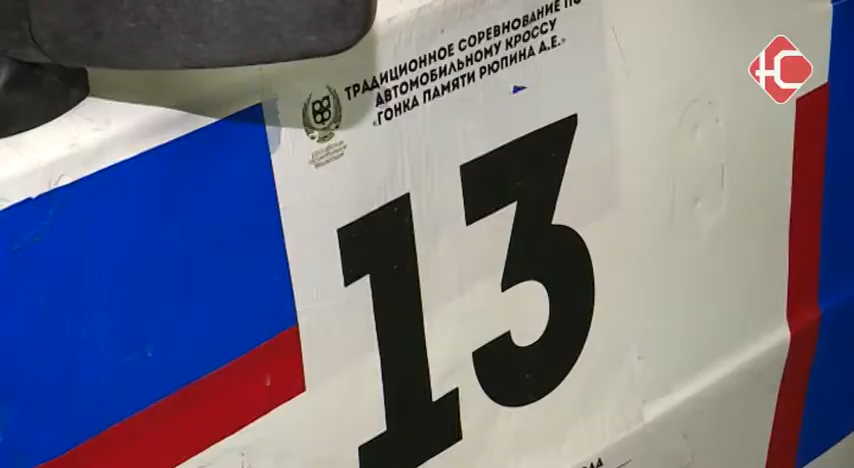 ТРАДИЦИОННОЕ СОРЕВНОВАНИЕ ПО
АВТОМОБИЛЬНОМУ КРОССУ
«ГОНКА ПАМЯТИ РЮПИНА А.Е.»
13
Ю